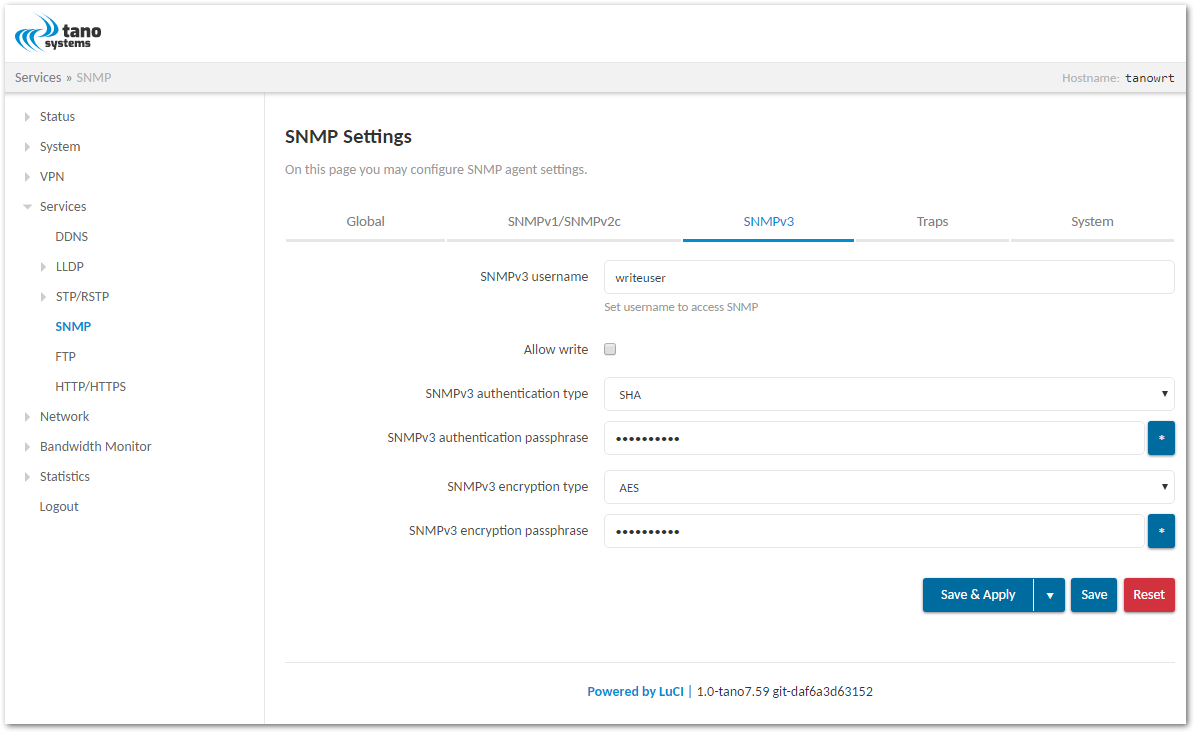 tano
systems
Services » SNMP
Hostname: tanowrt
Status
System
VPN
Services
DDNS
LLDP
STP/RSTP
SNMP
FTP
HTTP/HTTPS
Network
Bandwidth Monitor
Statistics
Logout
SNMP Settings
On this page you may configure SNMP agent settings.
Global SNMPv1/SNMPv2c SNMPv3 Traps System
SNMPv3 username writeuser
Set username to access SNMP
Allow write
SNMPv3 authentication type SHA
SNMPv3 authentication passphrase •••••••••• *
SNMPv3 encryption type AES
SNMPv3 encryption passphrase •••••••••• *
Save & Apply Save Reset
Powered by LuCI | 1.0-tano7.59 git-daf6a3d63152